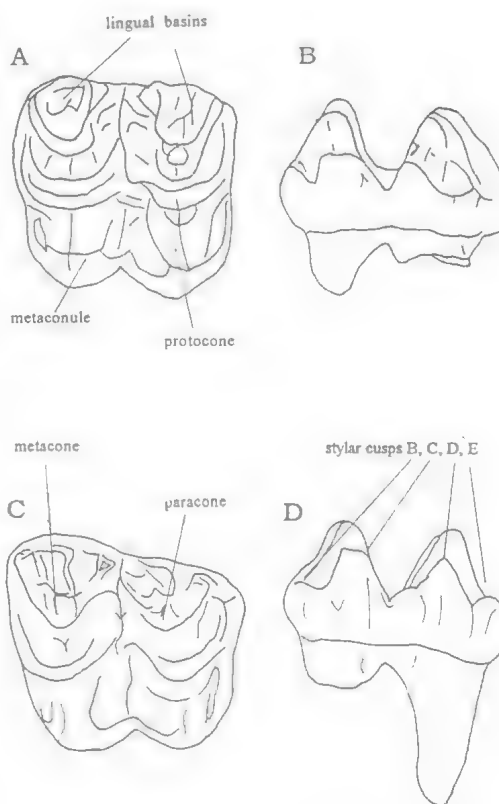 lingual basins
A
B
metaconule
protocone
metacone
stylar cusps B, C, D, E
C
paracone
D